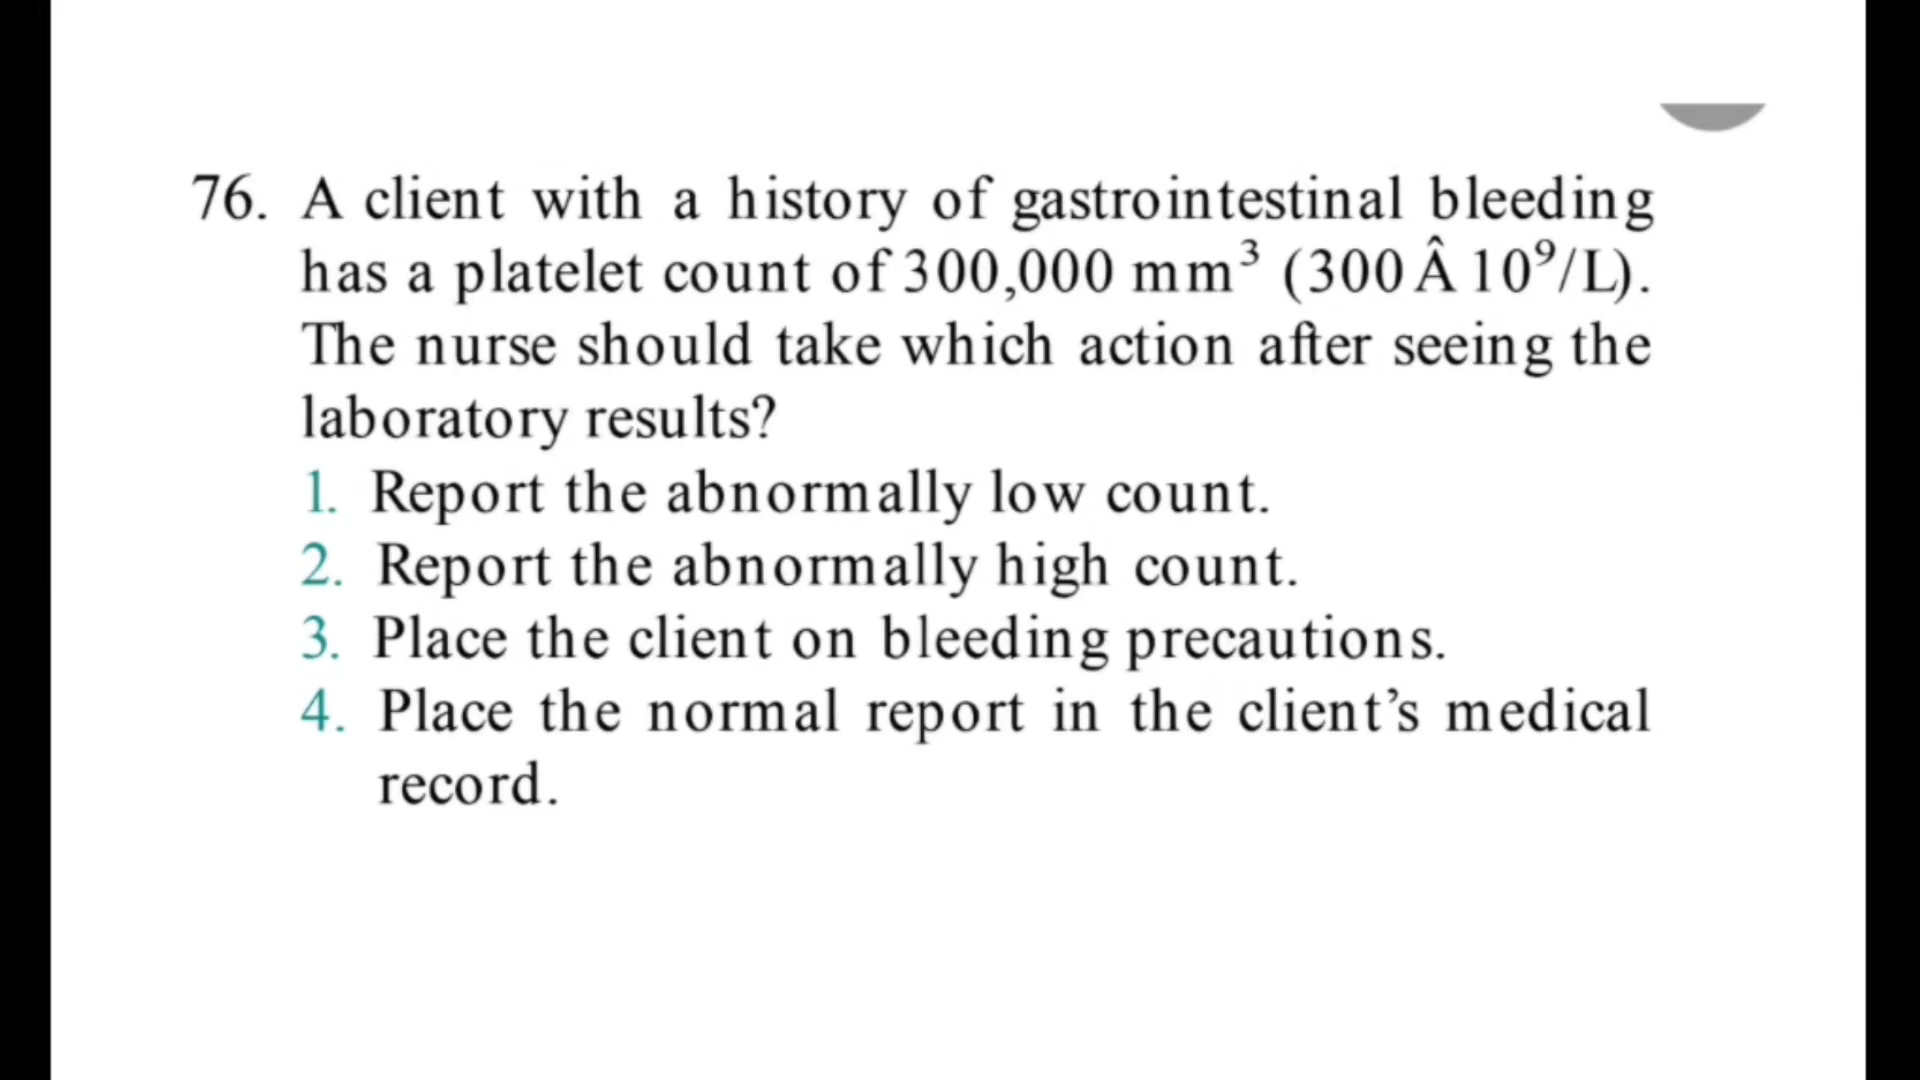 76. A client with a history of gastrointestinal bleeding
has a platelet count of 300,000 mm³ (300 Â 10⁹/L).
The nurse should take which action after seeing the
laboratory results?
1. Report the abnormally low count.
2. Report the abnormally high count.
3. Place the client on bleeding precautions.
4. Place the normal report in the client’s medical
record.